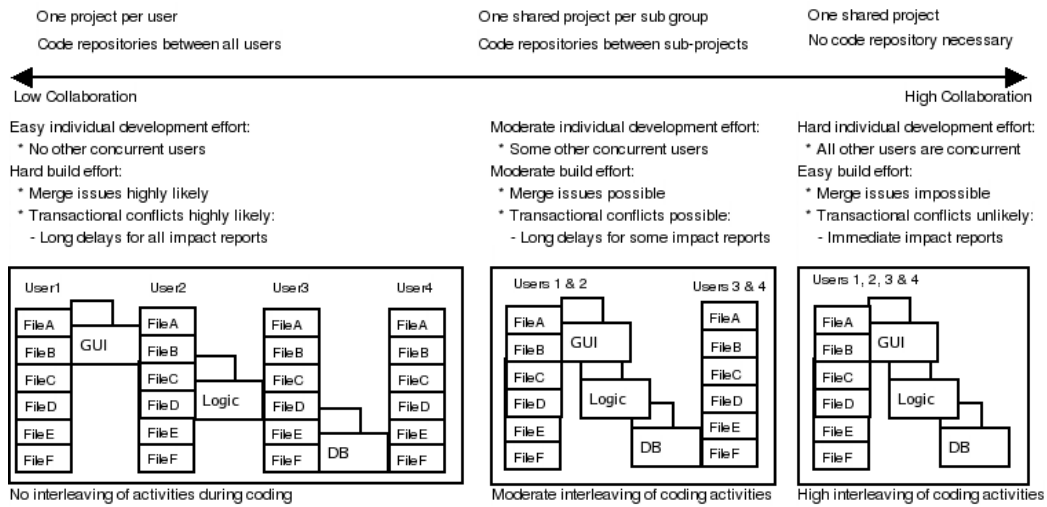 One project per user
Code repositories between all users
One shared project per sub group
Code repositories between sub-projects
One shared project
No code repository necessary
Low Collaboration
High Collaboration
Easy individual development effort:
* No other concurrent users
Hard build effort:
* Merge issues highly likely
* Transactional conflicts highly likely:
- Long delays for all impact reports
Moderate individual development effort:
* Some other concurrent users
Moderate build effort:
* Merge issues possible
* Transactional conflicts possible:
- Long delays for some impact reports
Hard individual development effort:
* All other users are concurrent
Easy build effort:
* Merge issues impossible
* Transactional conflicts unlikely:
- Immediate impact reports
User1
FileA
FileB
FileC
FileD
FileE
FileF
GUI
User2
FileA
FileB
FileC
FileD
FileE
FileF
Logic
User3
FileA
FileB
FileC
FileD
FileE
FileF
DB
User4
FileA
FileB
FileC
FileD
FileE
FileF
No interleaving of activities during coding
Users 1 & 2
FileA
FileB
FileC
FileD
FileE
FileF
GUI
Logic
DB
Users 3 & 4
FileA
FileB
FileC
FileD
FileE
FileF
Moderate interleaving of coding activities
Users 1, 2, 3 & 4
FileA
FileB
FileC
FileD
FileE
FileF
GUI
Logic
DB
High interleaving of coding activities